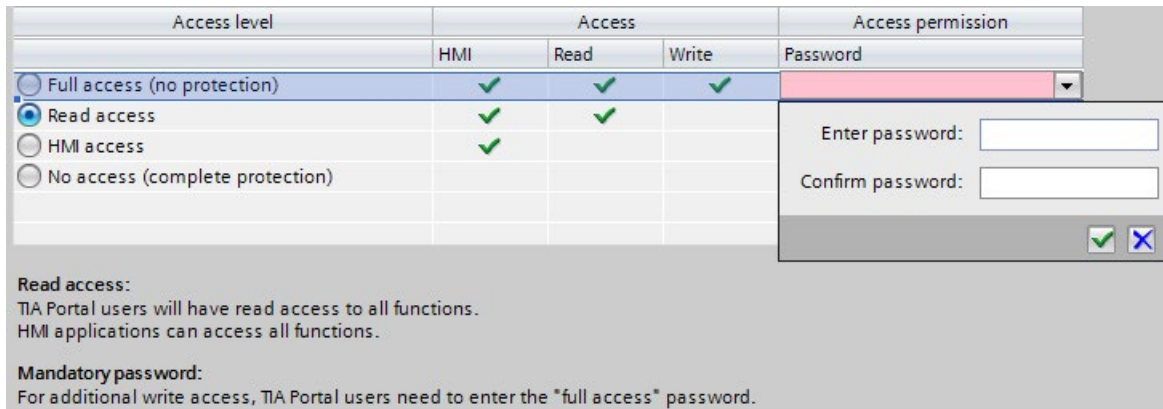 Access level Access Access permission
HMI Read Write Password
Full access (no protection)
Read access
HMI access
No access (complete protection)
Enter password:
Confirm password:
Read access:
TIA Portal users will have read access to all functions.
HMI applications can access all functions.
Mandatory password:
For additional write access, TIA Portal users need to enter the "full access" password.